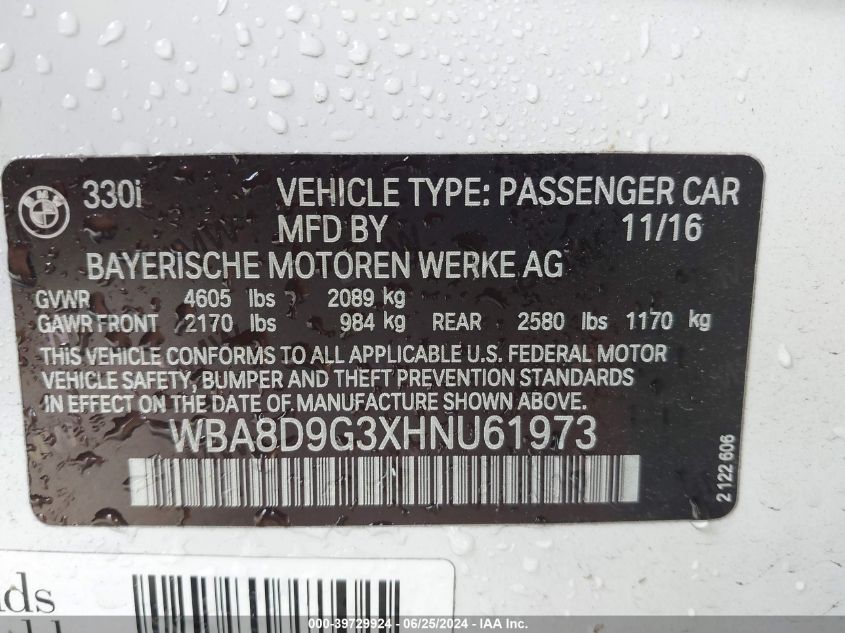 BMW
330i VEHICLE TYPE: PASSENGER CAR
MFD BY 11/16
BAYERISCHE MOTOREN WERKE AG
GVWR 4605 lbs 2089 kg
GAWR FRONT 2170 lbs 984 kg REAR 2580 lbs 1170 kg
THIS VEHICLE CONFORMS TO ALL APPLICABLE U.S. FEDERAL MOTOR
VEHICLE SAFETY, BUMPER AND THEFT PREVENTION STANDARDS
IN EFFECT ON THE DATE OF MANUFACTURE SHOWN ABOVE.
WBA8D9G3XHNU61973
2 122 606
000-39729924 - 06/25/2024 - IAAI.COM